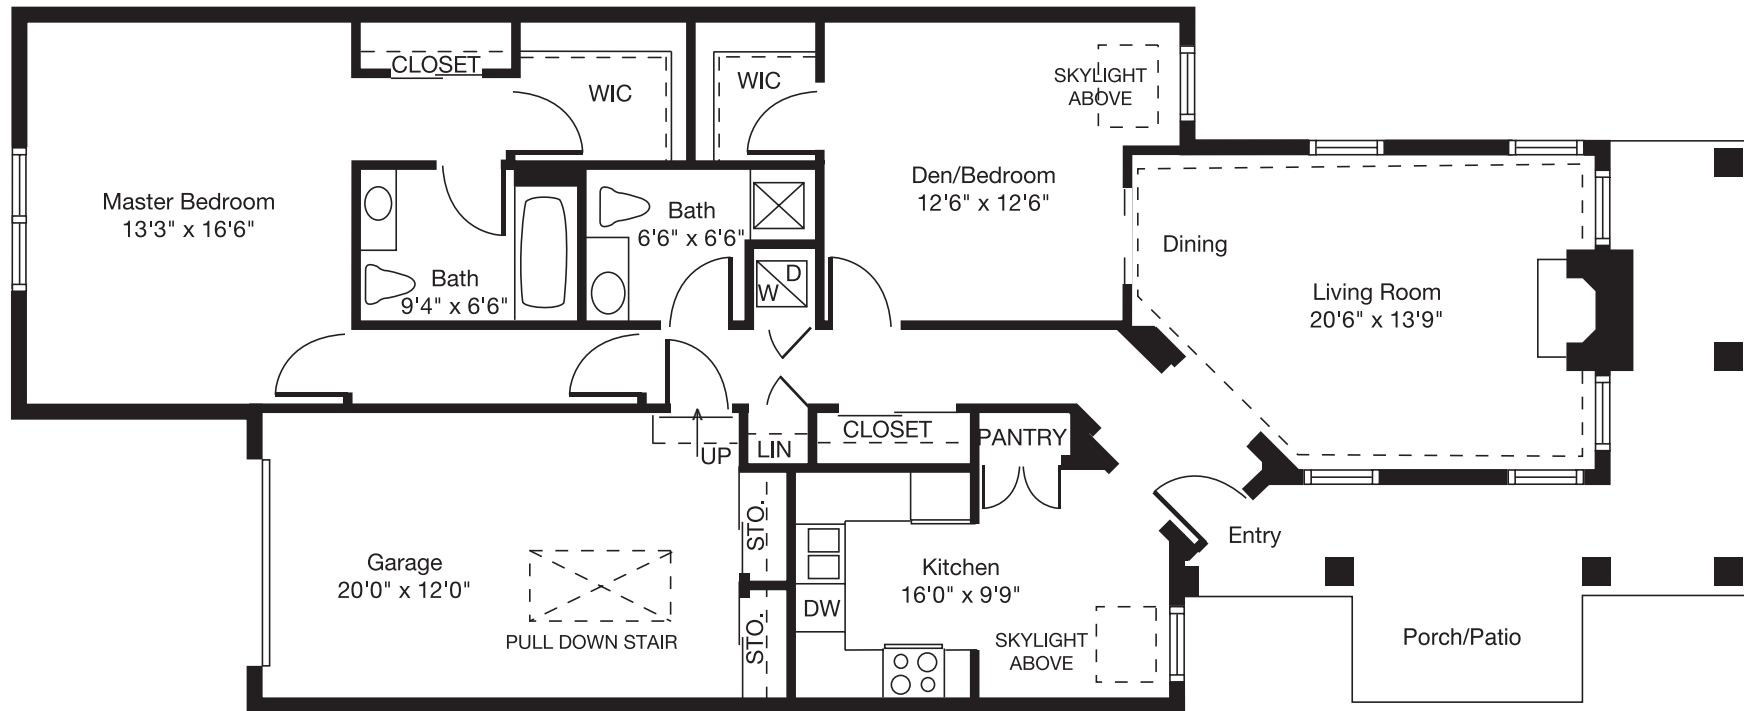 CLOSET
WIC
WIC
SKYLIGHT
ABOVE
Master Bedroom
13'3" x 16'6"
Bath
9'4" x 6'6"
Bath
6'6" x 6'6"
W
D
Den/Bedroom
12'6" x 12'6"
Dining
Living Room
20'6" x 13'9"
UP
LIN
CLOSET
PANTRY
Garage
20'0" x 12'0"
PULL DOWN STAIR
STO.
STO.
DW
Kitchen
16'0" x 9'9"
SKYLIGHT
ABOVE
Entry
Porch/Patio